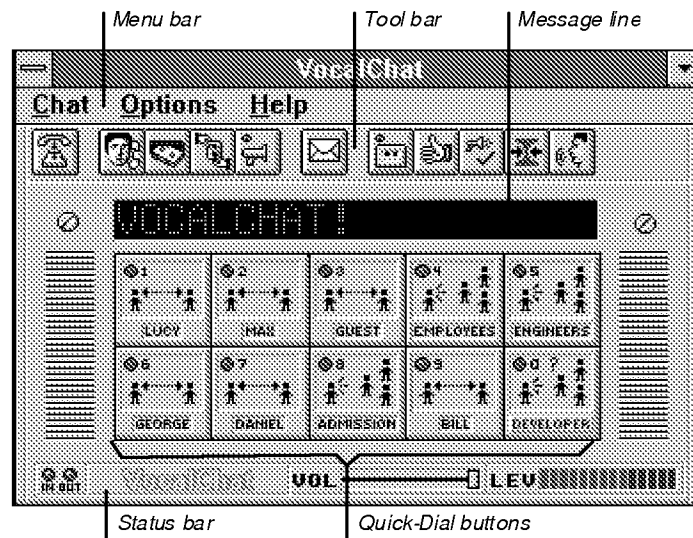 Menu bar Tool bar Message line
VocalChat
Chat Options Help
VOCALCHAT!
1 2 3 4 5
LUCY MAX GUEST EMPLOYEES ENGINEERS
6 7 8 9 0 ?
GEORGE DANIEL ADMISSION BILL DEVELOPER
IN OUT VOL LEV
Status bar Quick-Dial buttons